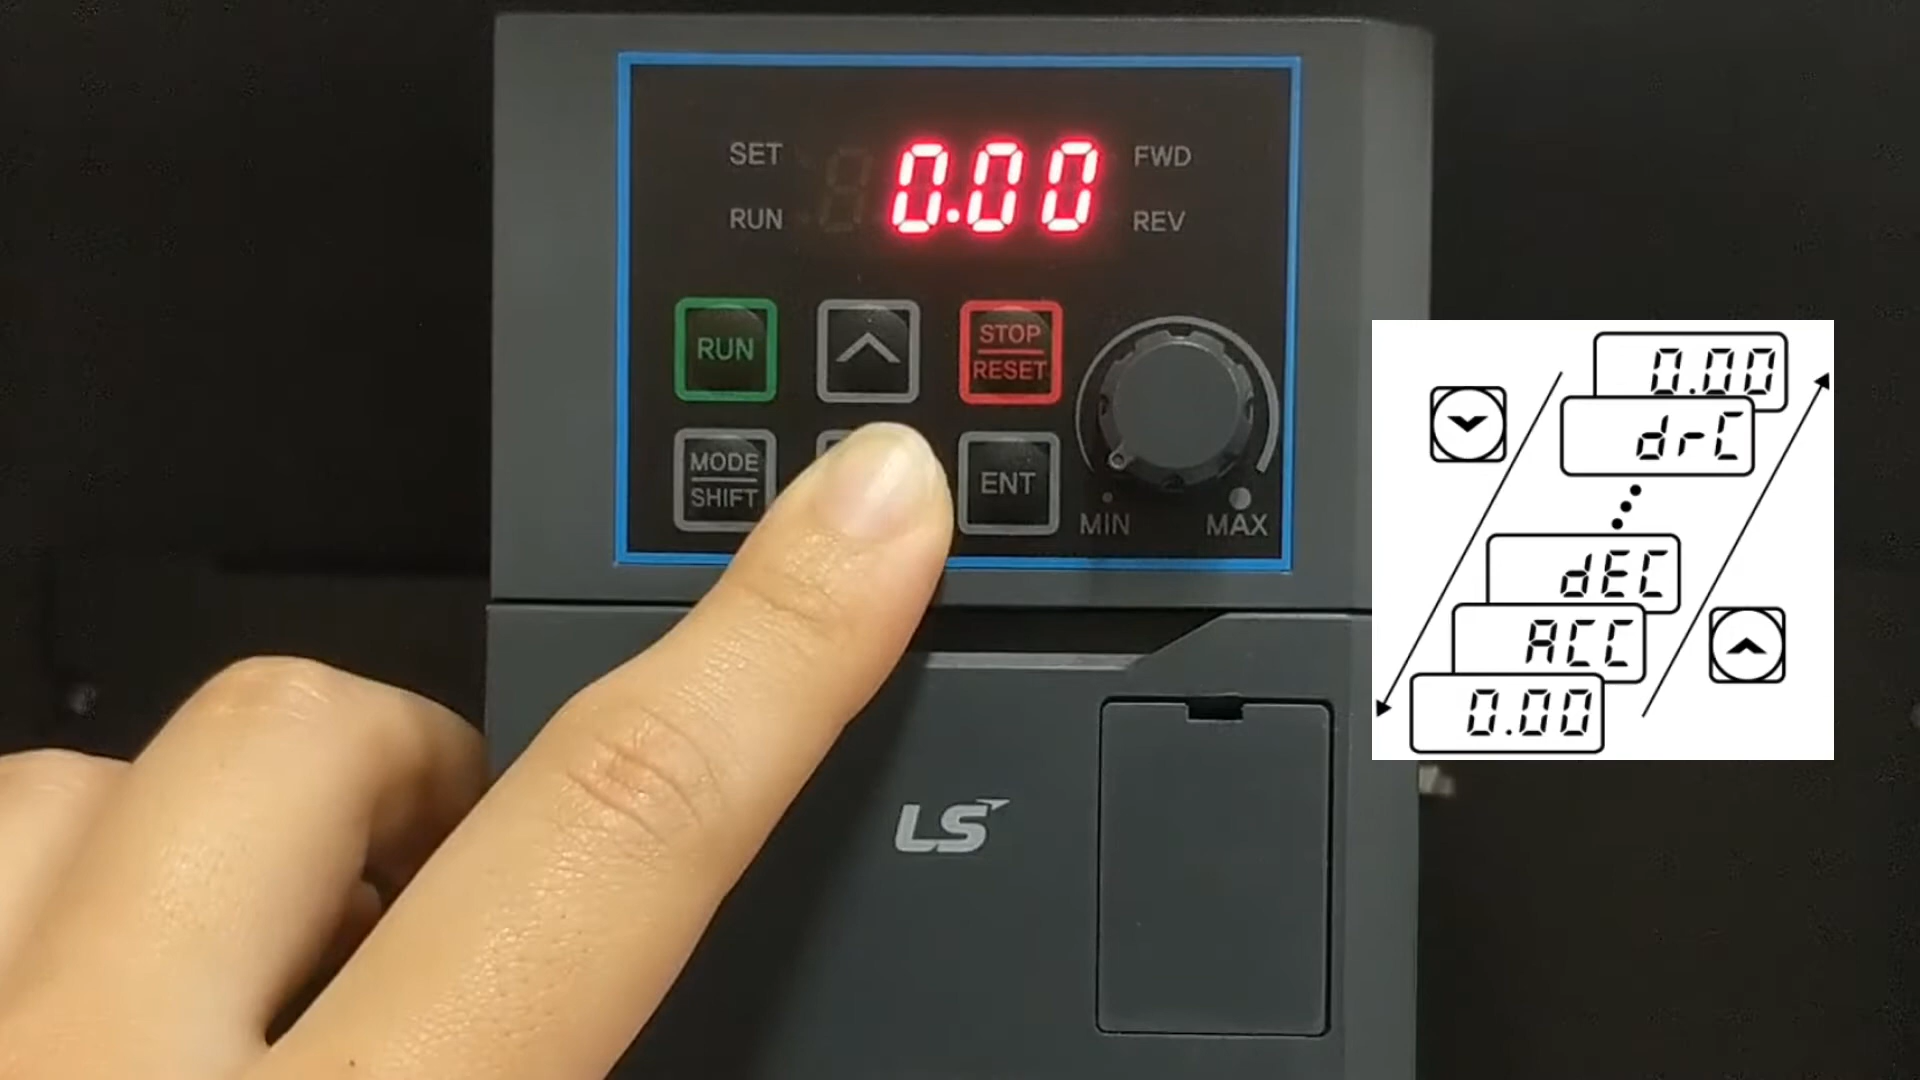 SET
0.00
FWD
RUN
REV
RUN
STOP
RESET
MODE
SHIFT
ENT
MIN
MAX
LS
0.00
drC
dEC
ACC
0.00